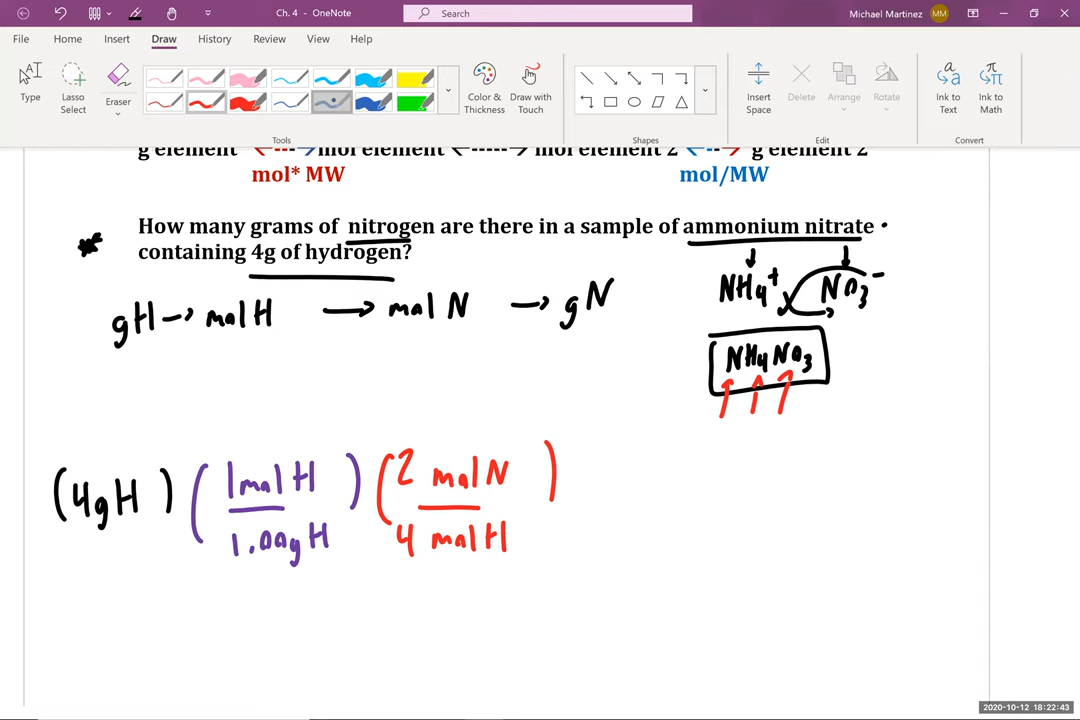 Ch. 4 - OneNote
Search
Michael Martinez MM
File Home Insert Draw History Review View Help
Type
Lasso Select
Eraser
Color & Thickness
Draw with Touch
Insert Space
Delete
Arrange
Rotate
Ink to Text
Ink to Math
Tools
Shapes
Edit
Convert
g element <---> mol element <-----> mol element 2 <--> g element 2
mol* MW mol/MW
How many grams of nitrogen are there in a sample of ammonium nitrate
containing 4g of hydrogen?
NH4+ NO3-
gH → mol H → mol N → gN
NH4NO3
(4gH) (1 mol H / 1.00gH) (2 mol N / 4 mol H)
2020-10-12 18:22:43